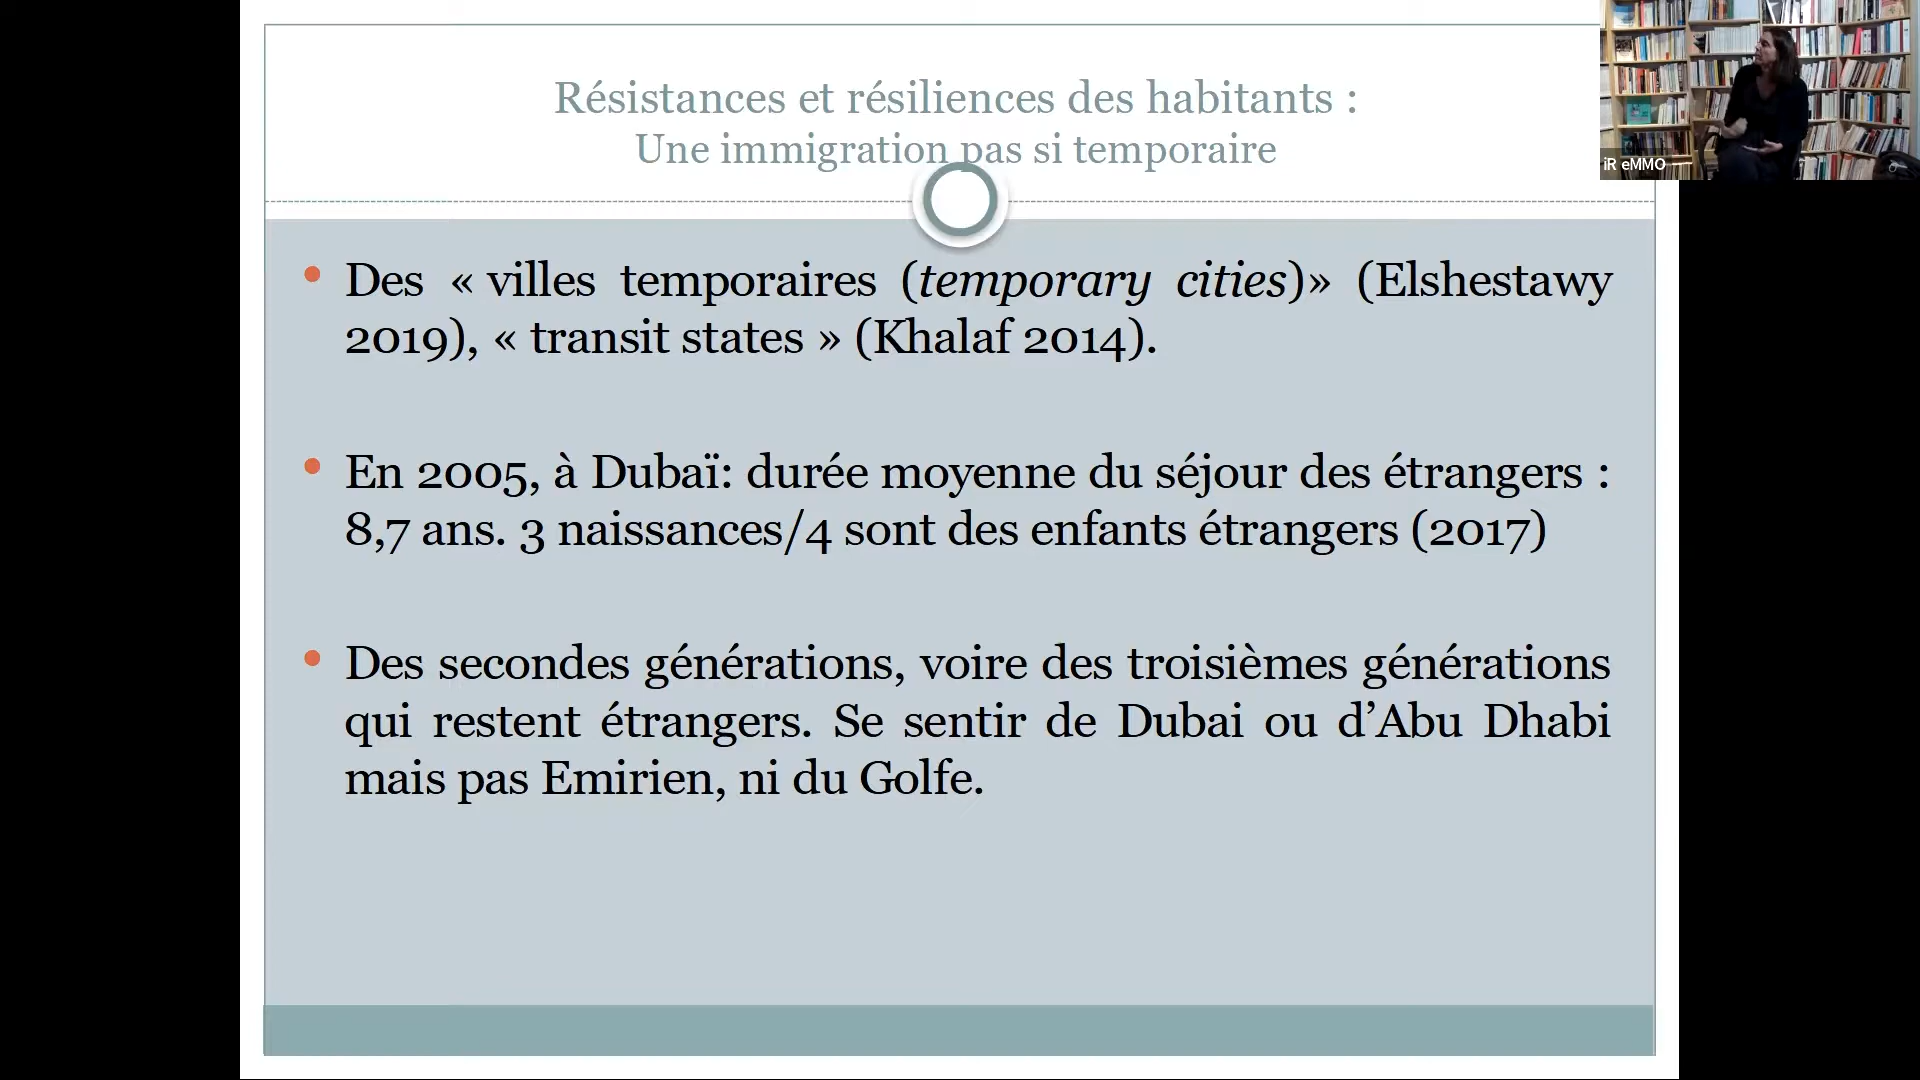 Résistances et résiliences des habitants :
Une immigration pas si temporaire
iR eMMO
Des « villes temporaires (temporary cities)» (Elshestawy
2019), « transit states » (Khalaf 2014).
En 2005, à Dubaï: durée moyenne du séjour des étrangers :
8,7 ans. 3 naissances/4 sont des enfants étrangers (2017)
Des secondes générations, voire des troisièmes générations
qui restent étrangers. Se sentir de Dubai ou d’Abu Dhabi
mais pas Emirien, ni du Golfe.